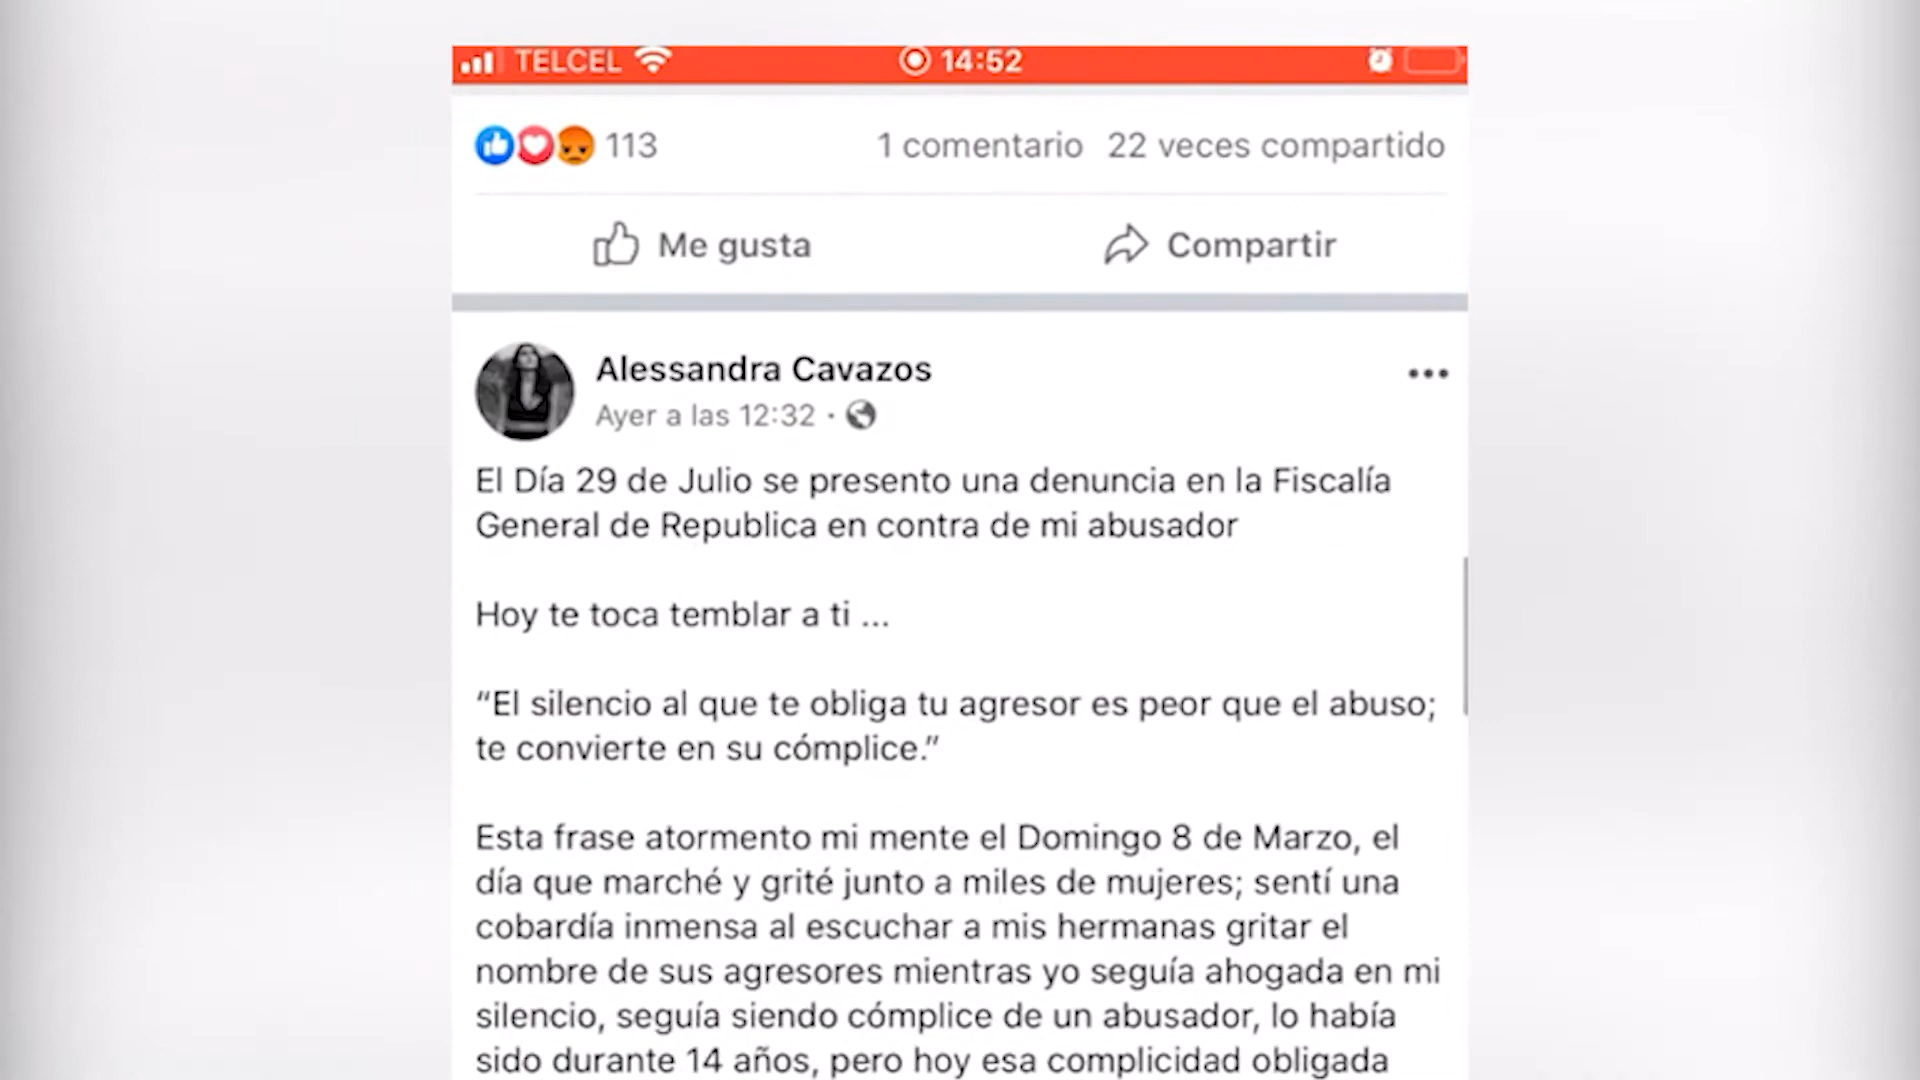 TELCEL 14:52
113 1 comentario 22 veces compartido
Me gusta Compartir
Alessandra Cavazos
Ayer a las 12:32 ·
El Día 29 de Julio se presento una denuncia en la Fiscalía
General de Republica en contra de mi abusador
Hoy te toca temblar a ti ...
“El silencio al que te obliga tu agresor es peor que el abuso;
te convierte en su cómplice.”
Esta frase atormento mi mente el Domingo 8 de Marzo, el
día que marché y grité junto a miles de mujeres; sentí una
cobardía inmensa al escuchar a mis hermanas gritar el
nombre de sus agresores mientras yo seguía ahogada en mi
silencio, seguía siendo cómplice de un abusador, lo había
sido durante 14 años, pero hoy esa complicidad obligada